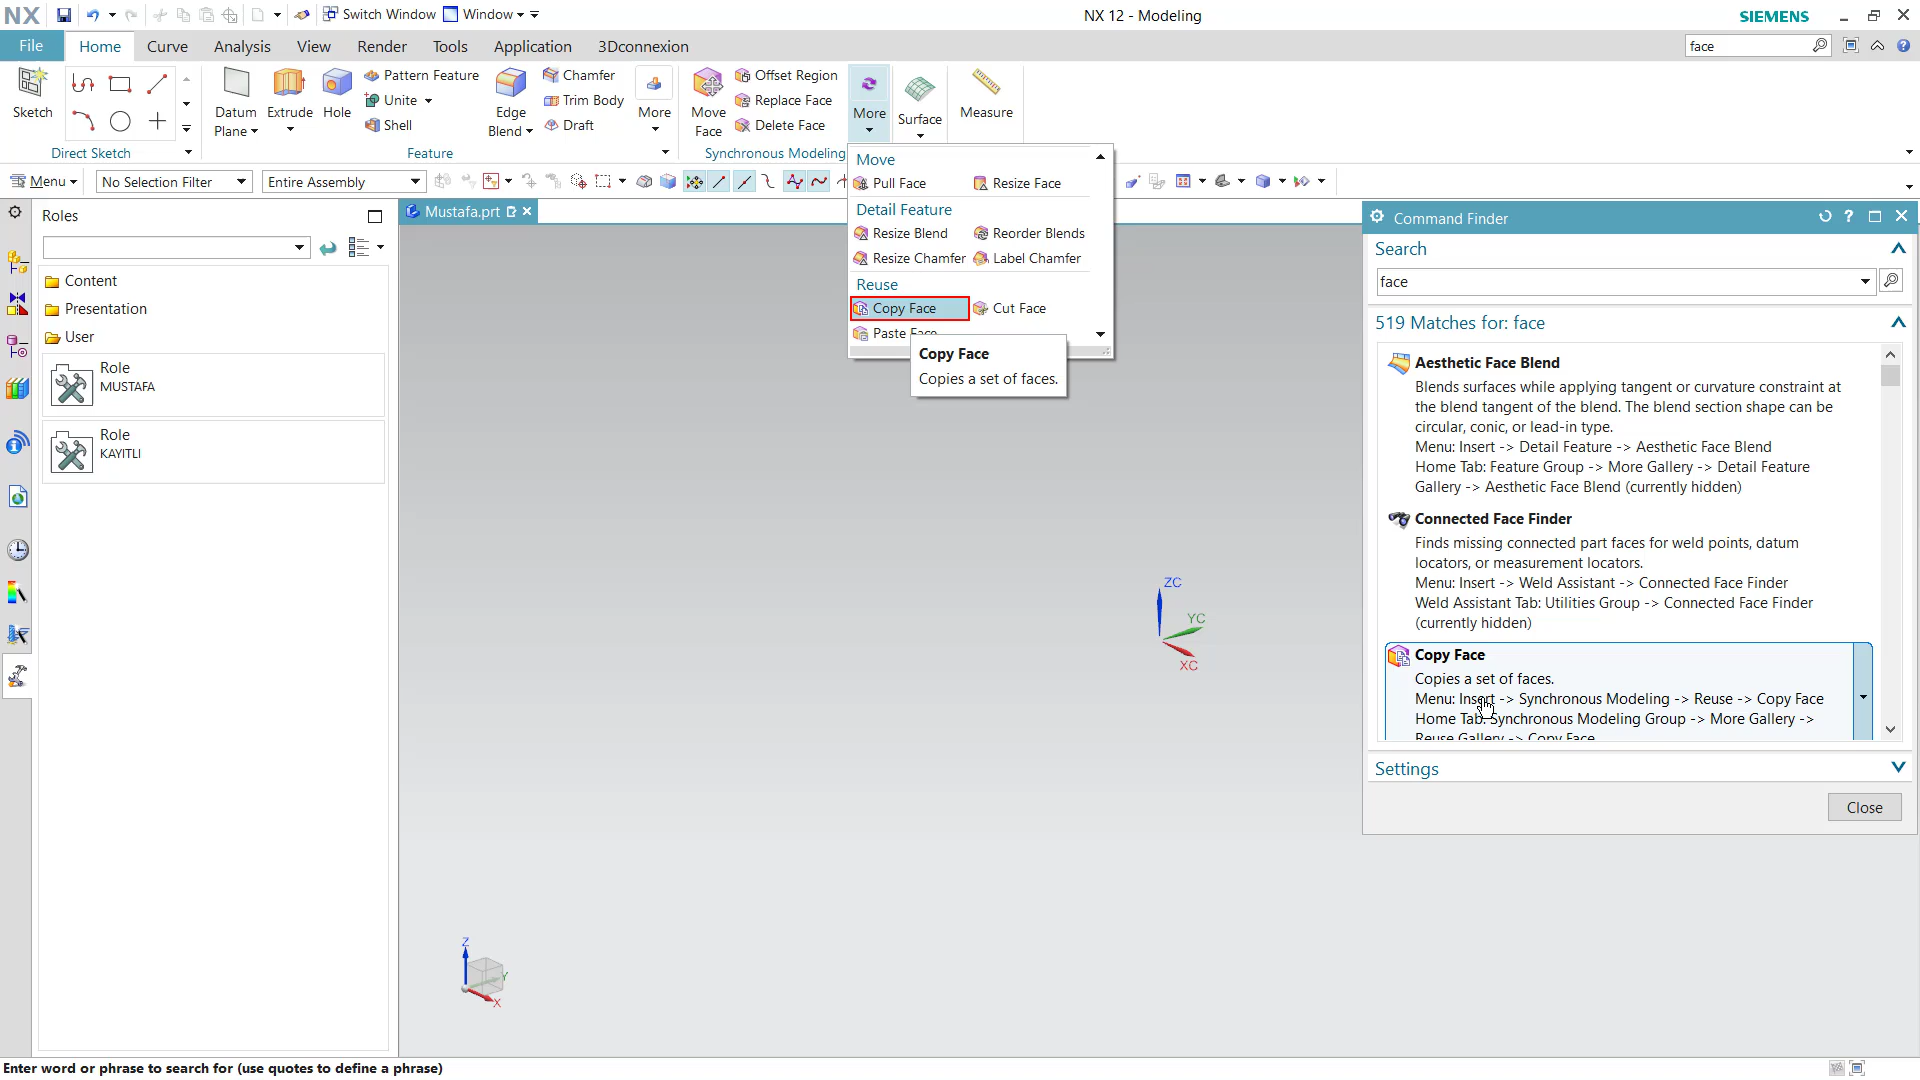 NX
Switch Window
Window
NX 12 - Modeling
SIEMENS
File
Home
Curve
Analysis
View
Render
Tools
Application
3Dconnexion
face
Sketch
Direct Sketch
Datum
Plane
Extrude
Hole
Pattern Feature
Unite
Shell
Edge
Blend
Chamfer
Trim Body
Draft
More
Feature
Move
Face
Offset Region
Replace Face
Delete Face
Synchronous Modeling
More
Surface
Measure
Menu
No Selection Filter
Entire Assembly
Move
Pull Face
Resize Face
Detail Feature
Resize Blend
Reorder Blends
Resize Chamfer
Label Chamfer
Reuse
Copy Face
Cut Face
Paste Face
Copy Face
Copies a set of faces.
Roles
Content
Presentation
User
Role
MUSTAFA
Role
KAYITLI
Mustafa.prt
ZC
YC
XC
Z
Y
X
Command Finder
Search
face
519 Matches for: face
Aesthetic Face Blend
Blends surfaces while applying tangent or curvature constraint at
the blend tangent of the blend. The blend section shape can be
circular, conic, or lead-in type.
Menu: Insert -> Detail Feature -> Aesthetic Face Blend
Home Tab: Feature Group -> More Gallery -> Detail Feature
Gallery -> Aesthetic Face Blend (currently hidden)
Connected Face Finder
Finds missing connected part faces for weld points, datum
locators, or measurement locators.
Menu: Insert -> Weld Assistant -> Connected Face Finder
Weld Assistant Tab: Utilities Group -> Connected Face Finder
(currently hidden)
Copy Face
Copies a set of faces.
Menu: Insert -> Synchronous Modeling -> Reuse -> Copy Face
Home Tab: Synchronous Modeling Group -> More Gallery ->
Reuse Gallery -> Copy Face
Settings
Close
Enter word or phrase to search for (use quotes to define a phrase)